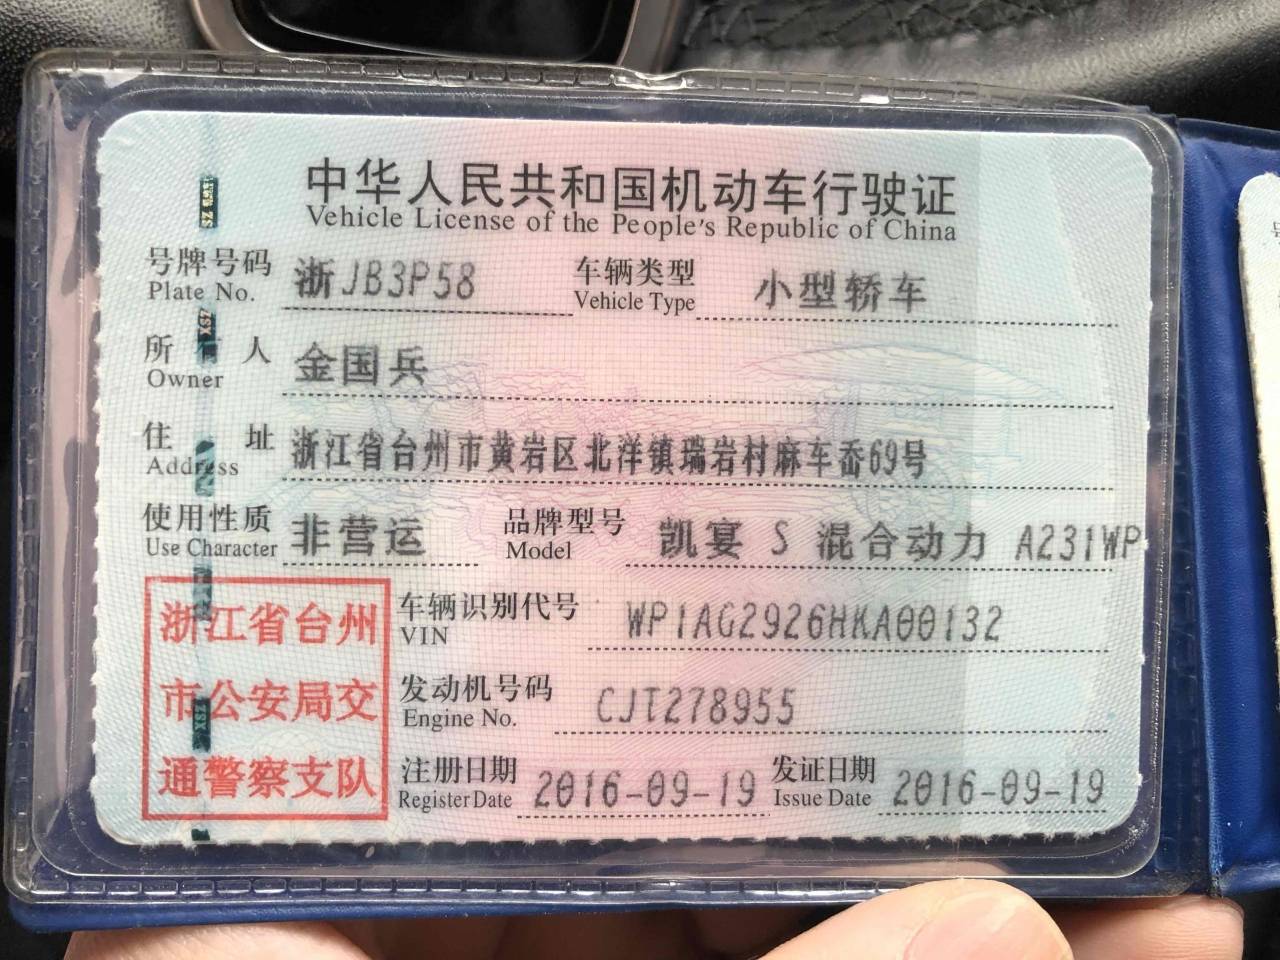 中华人民共和国机动车行驶证
Vehicle License of the People's Republic of China
号牌号码 浙JB3P58 车辆类型 小型轿车
Plate No. Vehicle Type
所有人 金国兵
Owner
住址 浙江省台州市黄岩区北洋镇瑞岩村麻车岙69号
Address
使用性质 非营运 品牌型号 凯宴 S 混合动力 A231WP
Use Character Model
浙江省台州
市公安局交
通警察支队
车辆识别代号 WP1AG2926HKA00132
VIN
发动机号码 CJT278955
Engine No.
注册日期 2016-09-19 发证日期 2016-09-19
Register Date Issue Date